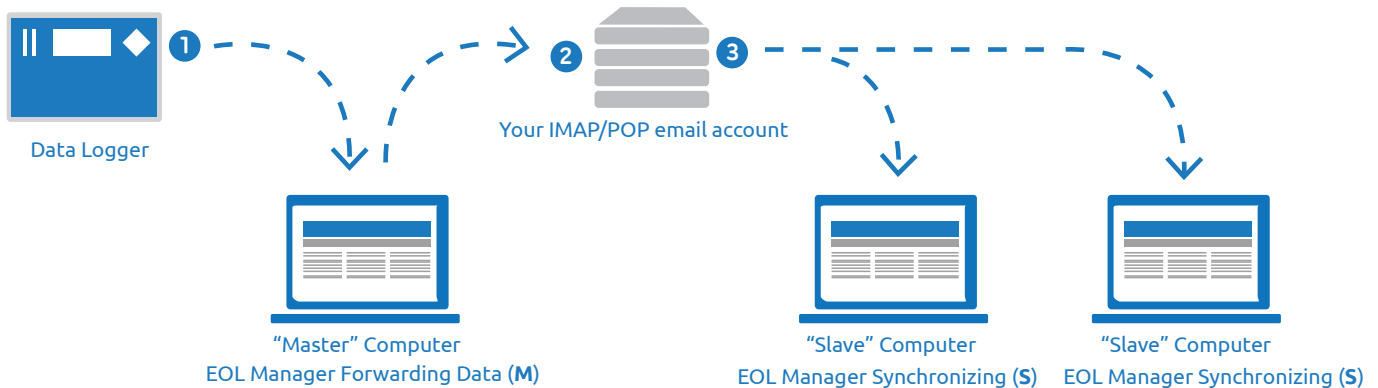 1
2
3
Data Logger
Your IMAP/POP email account
“Master” Computer
EOL Manager Forwarding Data (M)
“Slave” Computer
EOL Manager Synchronizing (S)
“Slave” Computer
EOL Manager Synchronizing (S)